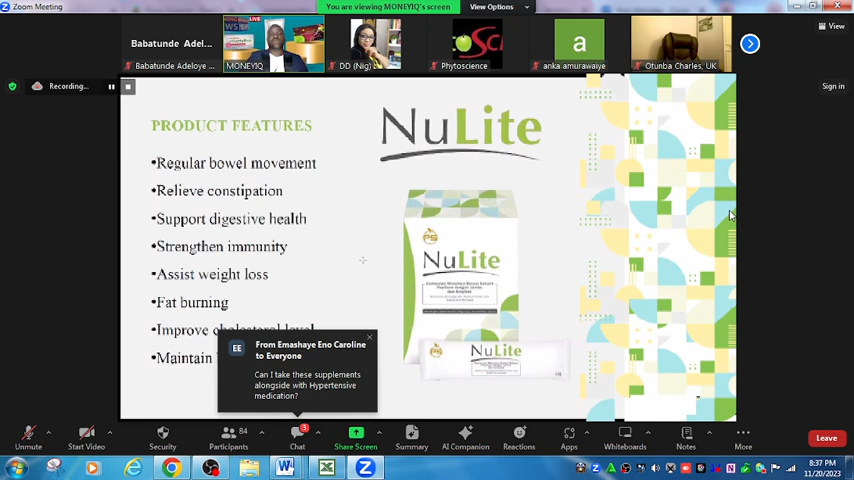 Zoom Meeting
You are viewing MONEYIQ's screen
View Options
LIVE
Babatunde Adel...
Babatunde Adeloye ...
MONEYIQ
DD (Nig)
Phytoscience
a
anka amurawaiye
Otunba Charles, UK
View
Recording...
Sign in
PRODUCT FEATURES
•Regular bowel movement
•Relieve constipation
•Support digestive health
•Strengthen immunity
•Assist weight loss
•Fat burning
•Improve cholesterol level
•Maintain
NuLite
PS
NuLite
PS
NuLite
EE
From Emashaye Eno Caroline
to Everyone
Can I take these supplements
alongside with Hypertensive
medication?
Unmute
Start Video
Security
84
Participants
3
Chat
Share Screen
Summary
AI Companion
Reactions
Apps
Whiteboards
Notes
More
Leave
8:37 PM
11/20/2023